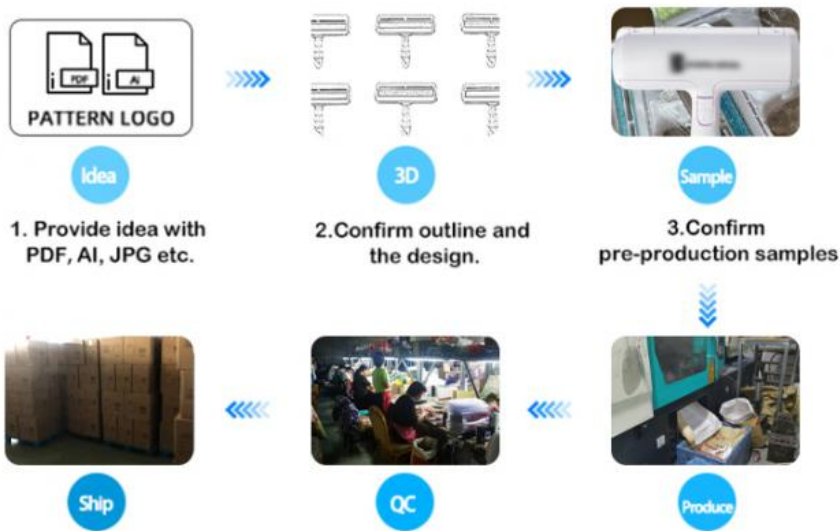 PDF
Ai
PATTERN LOGO
Idea
3D
Sample
1. Provide idea with
PDF, AI, JPG etc.
2.Confirm outline and
the design.
3.Confirm
pre-production samples
Ship
QC
Produce